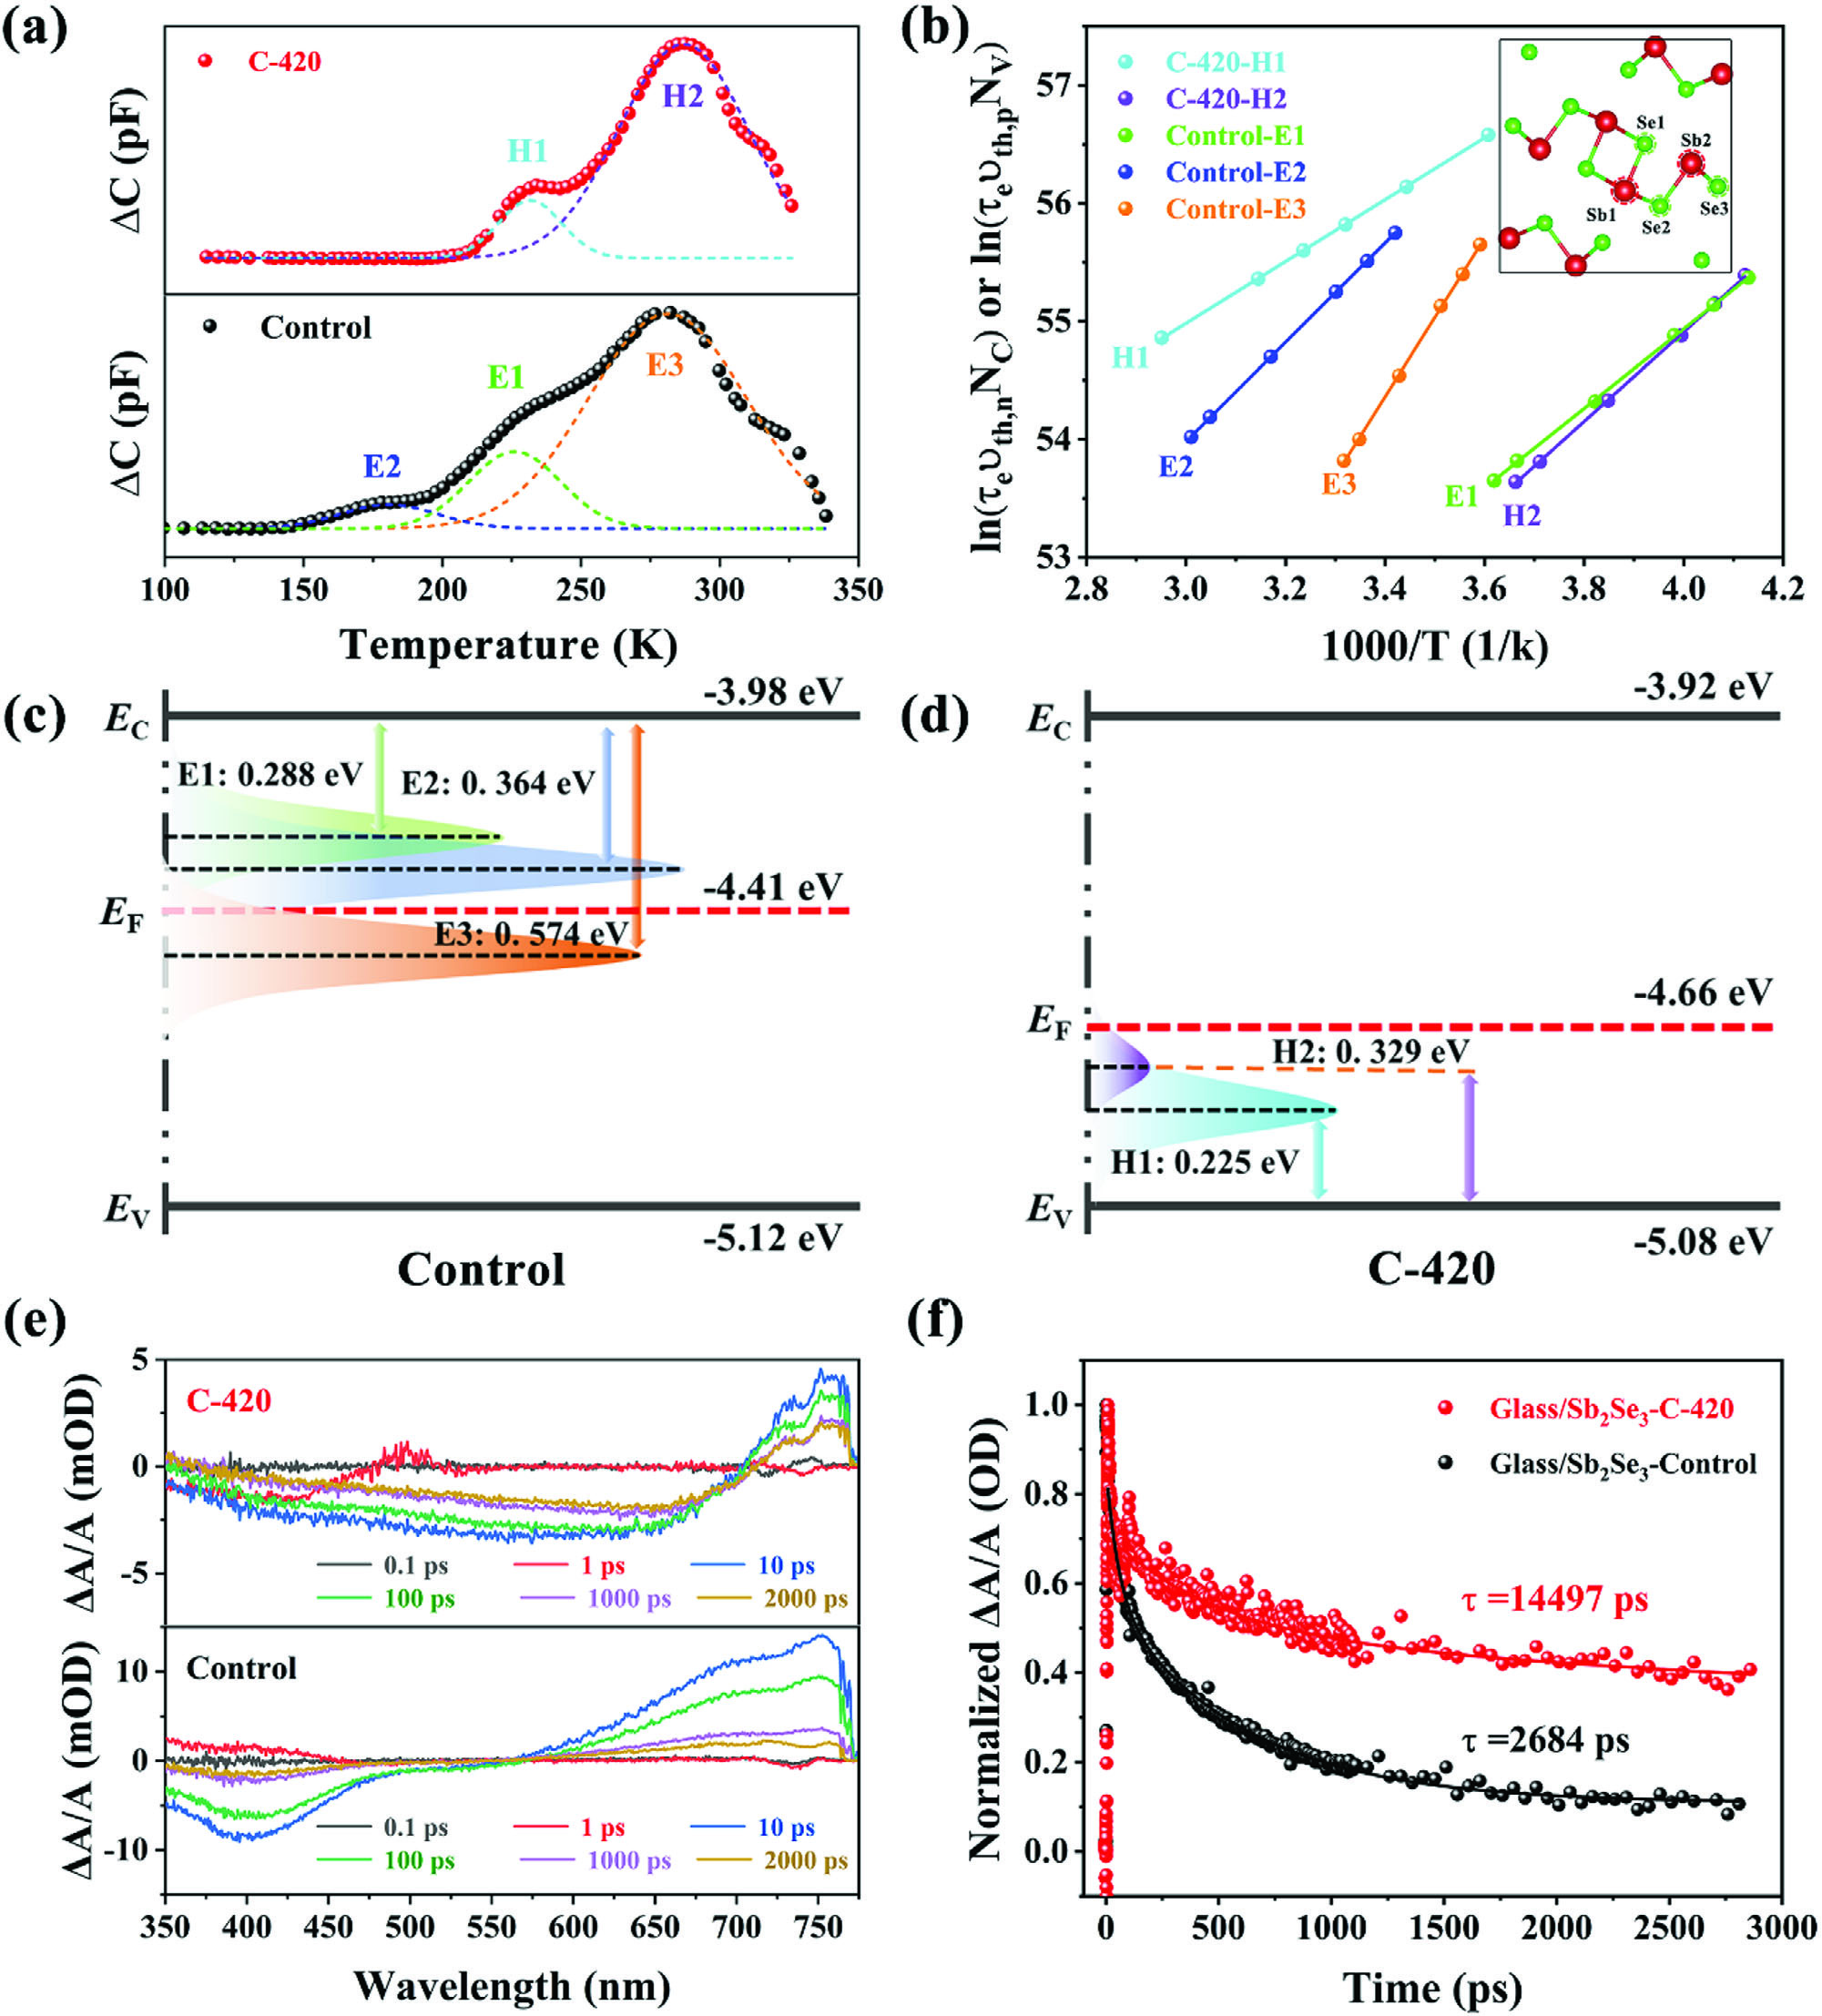 (a)
C-420
H1
H2
ΔC (pF)
Control
E1
E2
E3
ΔC (pF)
100 150 200 250 300 350
Temperature (K)
(b)
C-420-H1
C-420-H2
Control-E1
Control-E2
Control-E3
Se1
Sb2
Sb1
Se2
Se3
H1
E2
E3
E1
H2
57
56
55
54
53
ln(τeυth,nNC) or ln(τeυth,pNV)
2.8 3.0 3.2 3.4 3.6 3.8 4.0 4.2
1000/T (1/k)
(c)
EC
-3.98 eV
E1: 0.288 eV
E2: 0. 364 eV
-4.41 eV
EF
E3: 0. 574 eV
EV
-5.12 eV
Control
(d)
EC
-3.92 eV
-4.66 eV
EF
H2: 0. 329 eV
H1: 0.225 eV
EV
-5.08 eV
C-420
(e)
C-420
5
0
-5
ΔA/A (mOD)
0.1 ps 1 ps 10 ps
100 ps 1000 ps 2000 ps
Control
10
0
-10
ΔA/A (mOD)
0.1 ps 1 ps 10 ps
100 ps 1000 ps 2000 ps
350 400 450 500 550 600 650 700 750
Wavelength (nm)
(f)
Glass/Sb2Se3-C-420
Glass/Sb2Se3-Control
τ =14497 ps
τ =2684 ps
1.0
0.8
0.6
0.4
0.2
0.0
Normalized ΔA/A (OD)
0 500 1000 1500 2000 2500 3000
Time (ps)